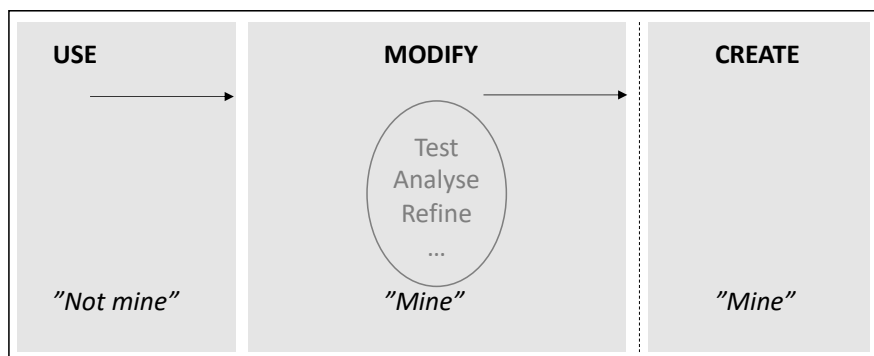 USE
MODIFY
CREATE
Test
Analyse
Refine
...
”Not mine”
”Mine”
”Mine”